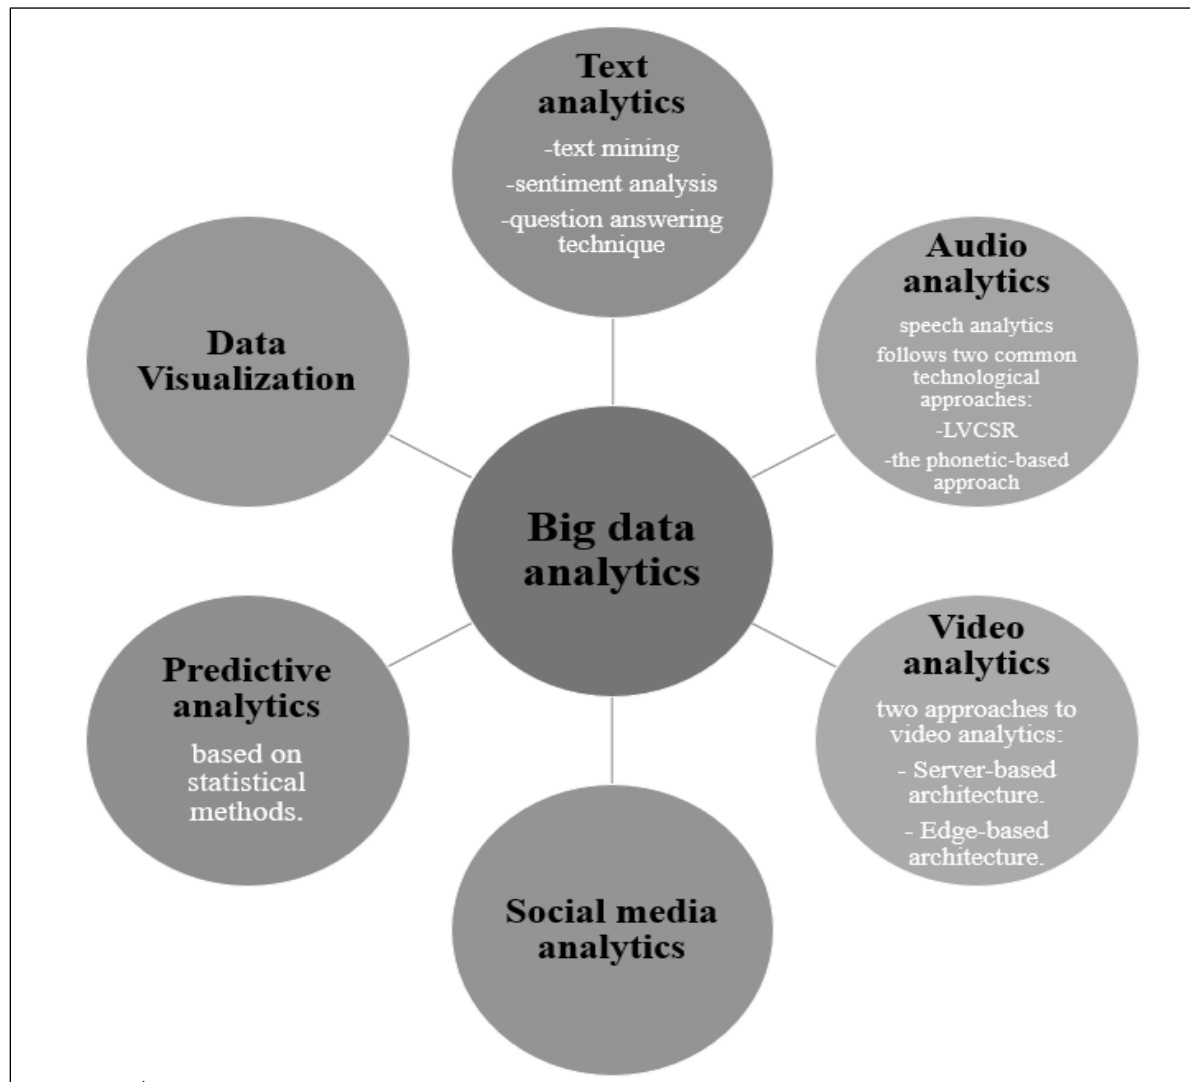 Text
analytics
-text mining
-sentiment analysis
-question answering
technique
Audio
analytics
speech analytics
follows two common
technological
approaches:
-LVCSR
-the phonetic-based
approach
Video
analytics
two approaches to
video analytics:
- Server-based
architecture.
- Edge-based
architecture.
Social media
analytics
Predictive
analytics
based on
statistical
methods.
Data
Visualization
Big data
analytics